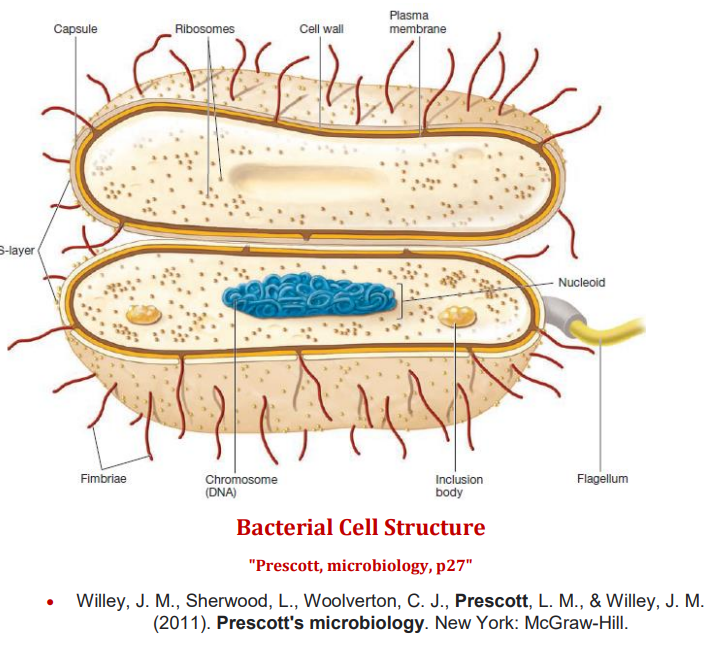 Plasma
membrane
Capsule
Ribosomes
Cell wall
S-layer
Nucleoid
Fimbriae
Chromosome
(DNA)
Inclusion
body
Flagellum
Bacterial Cell Structure
"Prescott, microbiology, p27"
• Willey, J. M., Sherwood, L., Woolverton, C. J., Prescott, L. M., & Willey, J. M.
(2011). Prescott's microbiology. New York: McGraw-Hill.